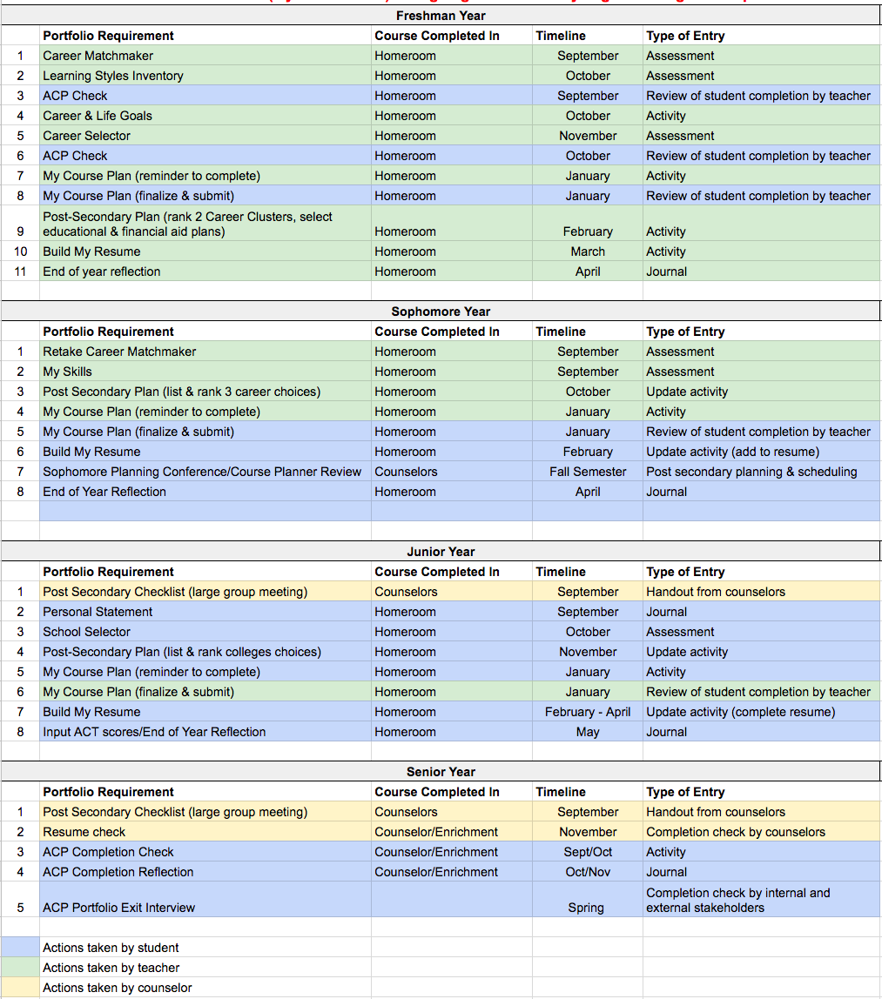 Freshman Year
Portfolio Requirement Course Completed In Timeline Type of Entry
1 Career Matchmaker Homeroom September Assessment
2 Learning Styles Inventory Homeroom October Assessment
3 ACP Check Homeroom September Review of student completion by teacher
4 Career & Life Goals Homeroom October Activity
5 Career Selector Homeroom November Assessment
6 ACP Check Homeroom October Review of student completion by teacher
7 My Course Plan (reminder to complete) Homeroom January Activity
8 My Course Plan (finalize & submit) Homeroom January Review of student completion by teacher
Post-Secondary Plan (rank 2 Career Clusters, select
9 educational & financial aid plans) Homeroom February Activity
10 Build My Resume Homeroom March Activity
11 End of year reflection Homeroom April Journal
Sophomore Year
Portfolio Requirement Course Completed In Timeline Type of Entry
1 Retake Career Matchmaker Homeroom September Assessment
2 My Skills Homeroom September Assessment
3 Post Secondary Plan (list & rank 3 career choices) Homeroom October Update activity
4 My Course Plan (reminder to complete) Homeroom January Activity
5 My Course Plan (finalize & submit) Homeroom January Review of student completion by teacher
6 Build My Resume Homeroom February Update activity (add to resume)
7 Sophomore Planning Conference/Course Planner Review Counselors Fall Semester Post secondary planning & scheduling
8 End of Year Reflection Homeroom April Journal
Junior Year
Portfolio Requirement Course Completed In Timeline Type of Entry
1 Post Secondary Checklist (large group meeting) Counselors September Handout from counselors
2 Personal Statement Homeroom September Journal
3 School Selector Homeroom October Assessment
4 Post-Secondary Plan (list & rank colleges choices) Homeroom November Update activity
5 My Course Plan (reminder to complete) Homeroom January Activity
6 My Course Plan (finalize & submit) Homeroom January Review of student completion by teacher
7 Build My Resume Homeroom February - April Update activity (complete resume)
8 Input ACT scores/End of Year Reflection Homeroom May Journal
Senior Year
Portfolio Requirement Course Completed In Timeline Type of Entry
1 Post Secondary Checklist (large group meeting) Counselors September Handout from counselors
2 Resume check Counselor/Enrichment November Completion check by counselors
3 ACP Completion Check Counselor/Enrichment Sept/Oct Activity
4 ACP Completion Reflection Counselor/Enrichment Oct/Nov Journal
Completion check by internal and
5 ACP Portfolio Exit Interview Spring external stakeholders
Actions taken by student
Actions taken by teacher
Actions taken by counselor